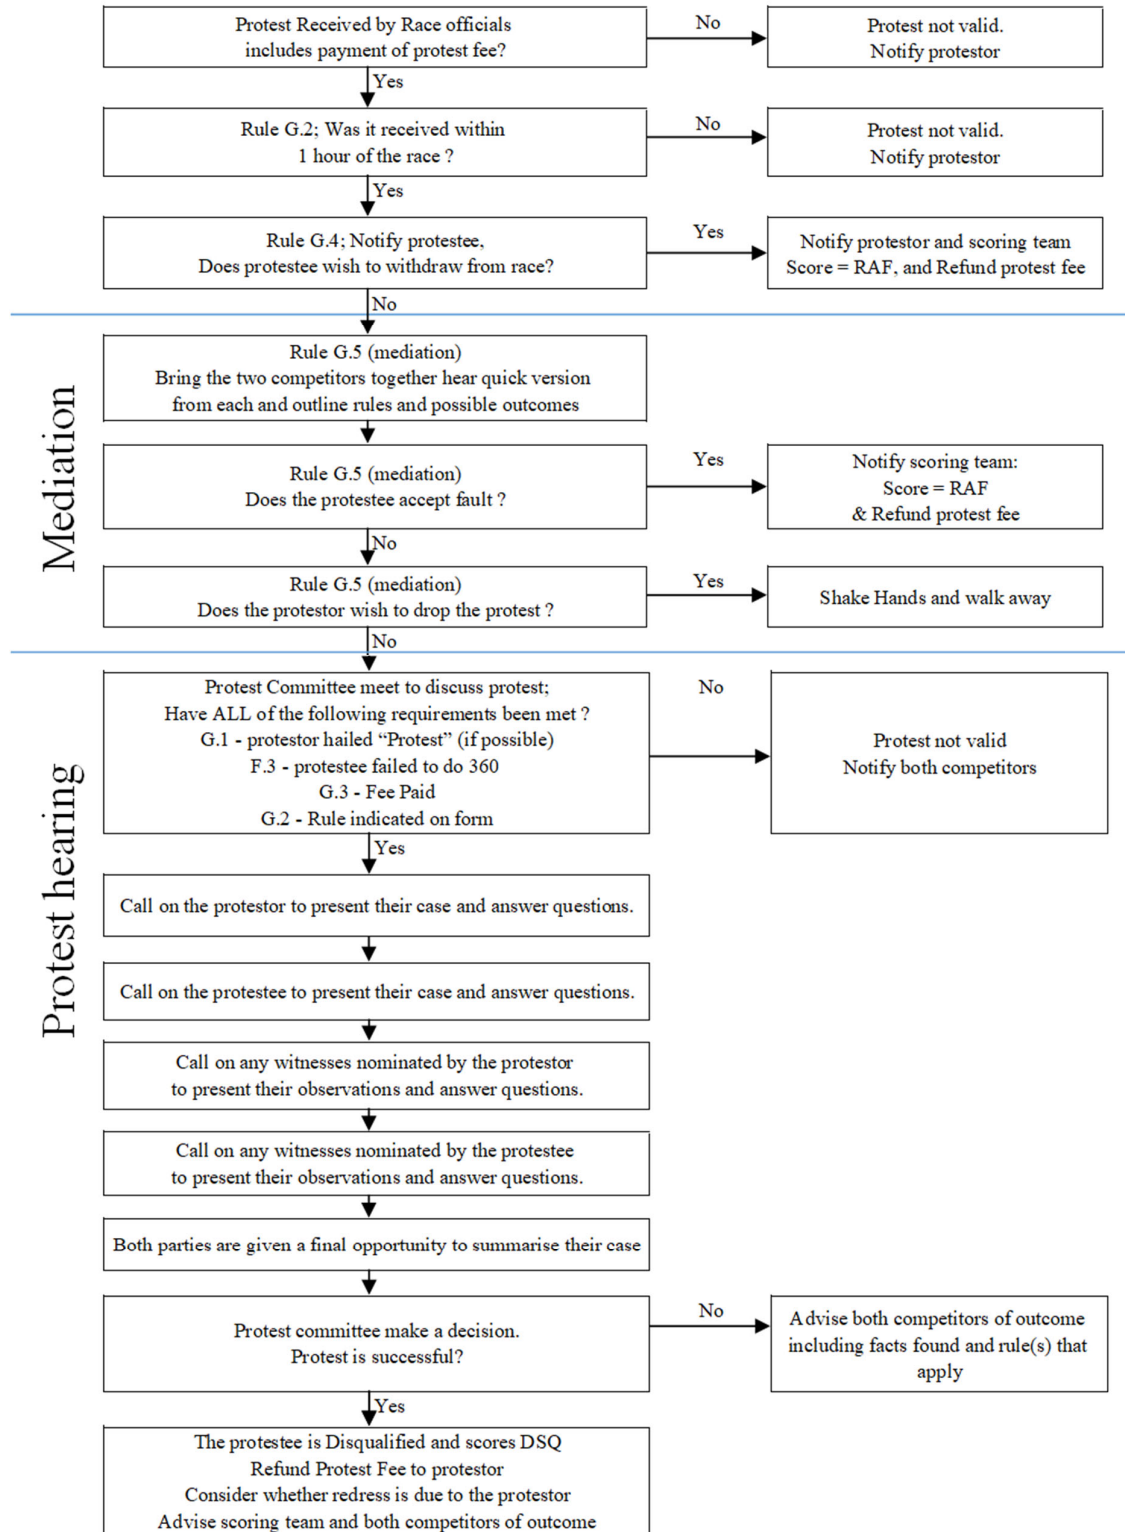 Protest Received by Race officials
includes payment of protest fee?
No
Protest not valid.
Notify protestor
Yes
Rule G.2; Was it received within
1 hour of the race ?
No
Protest not valid.
Notify protestor
Yes
Rule G.4; Notify protestee,
Does protestee wish to withdraw from race?
Yes
Notify protestor and scoring team
Score = RAF, and Refund protest fee
No
Mediation
Rule G.5 (mediation)
Bring the two competitors together hear quick version
from each and outline rules and possible outcomes
Rule G.5 (mediation)
Does the protestee accept fault ?
Yes
Notify scoring team:
Score = RAF
& Refund protest fee
No
Rule G.5 (mediation)
Does the protestor wish to drop the protest ?
Yes
Shake Hands and walk away
No
Protest hearing
Protest Committee meet to discuss protest;
Have ALL of the following requirements been met ?
G.1 - protestor hailed “Protest” (if possible)
F.3 - protestee failed to do 360
G.3 - Fee Paid
G.2 - Rule indicated on form
No
Protest not valid
Notify both competitors
Yes
Call on the protestor to present their case and answer questions.
Call on the protestee to present their case and answer questions.
Call on any witnesses nominated by the protestor
to present their observations and answer questions.
Call on any witnesses nominated by the protestee
to present their observations and answer questions.
Both parties are given a final opportunity to summarise their case
Protest committee make a decision.
Protest is successful?
No
Advise both competitors of outcome
including facts found and rule(s) that
apply
Yes
The protestee is Disqualified and scores DSQ
Refund Protest Fee to protestor
Consider whether redress is due to the protestor
Advise scoring team and both competitors of outcome